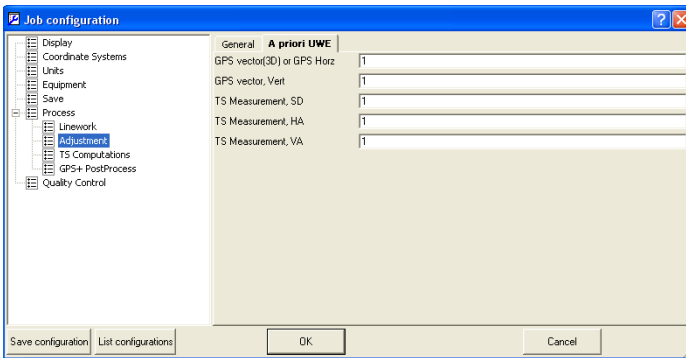 Job configuration
Display
Coordinate Systems
Units
Equipment
Save
Process
Linework
Adjustment
TS Computations
GPS+ PostProcess
Quality Control
General A priori UWE
GPS vector(3D) or GPS Horz 1
GPS vector, Vert 1
TS Measurement, SD 1
TS Measurement, HA 1
TS Measurement, VA 1
Save configuration List configurations OK Cancel